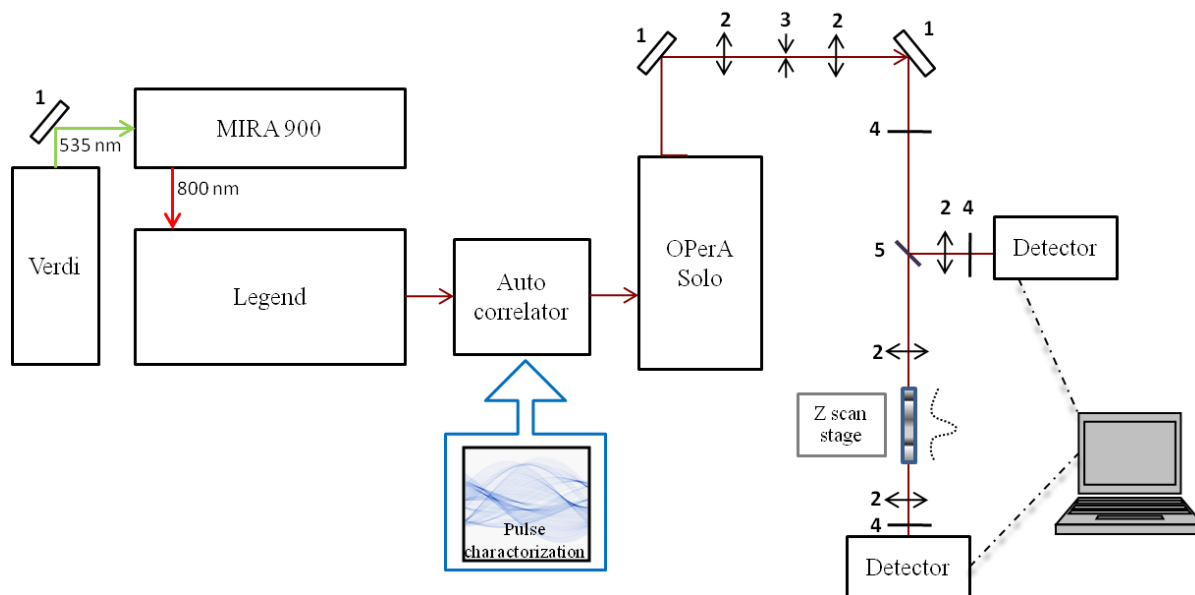 1
2
3
2
1
1
MIRA 900
535 nm
4
800 nm
Verdi
Legend
Auto
correlator
OPerA
Solo
5
2
4
Detector
2
Z scan
stage
2
4
Detector
Pulse
charactorization